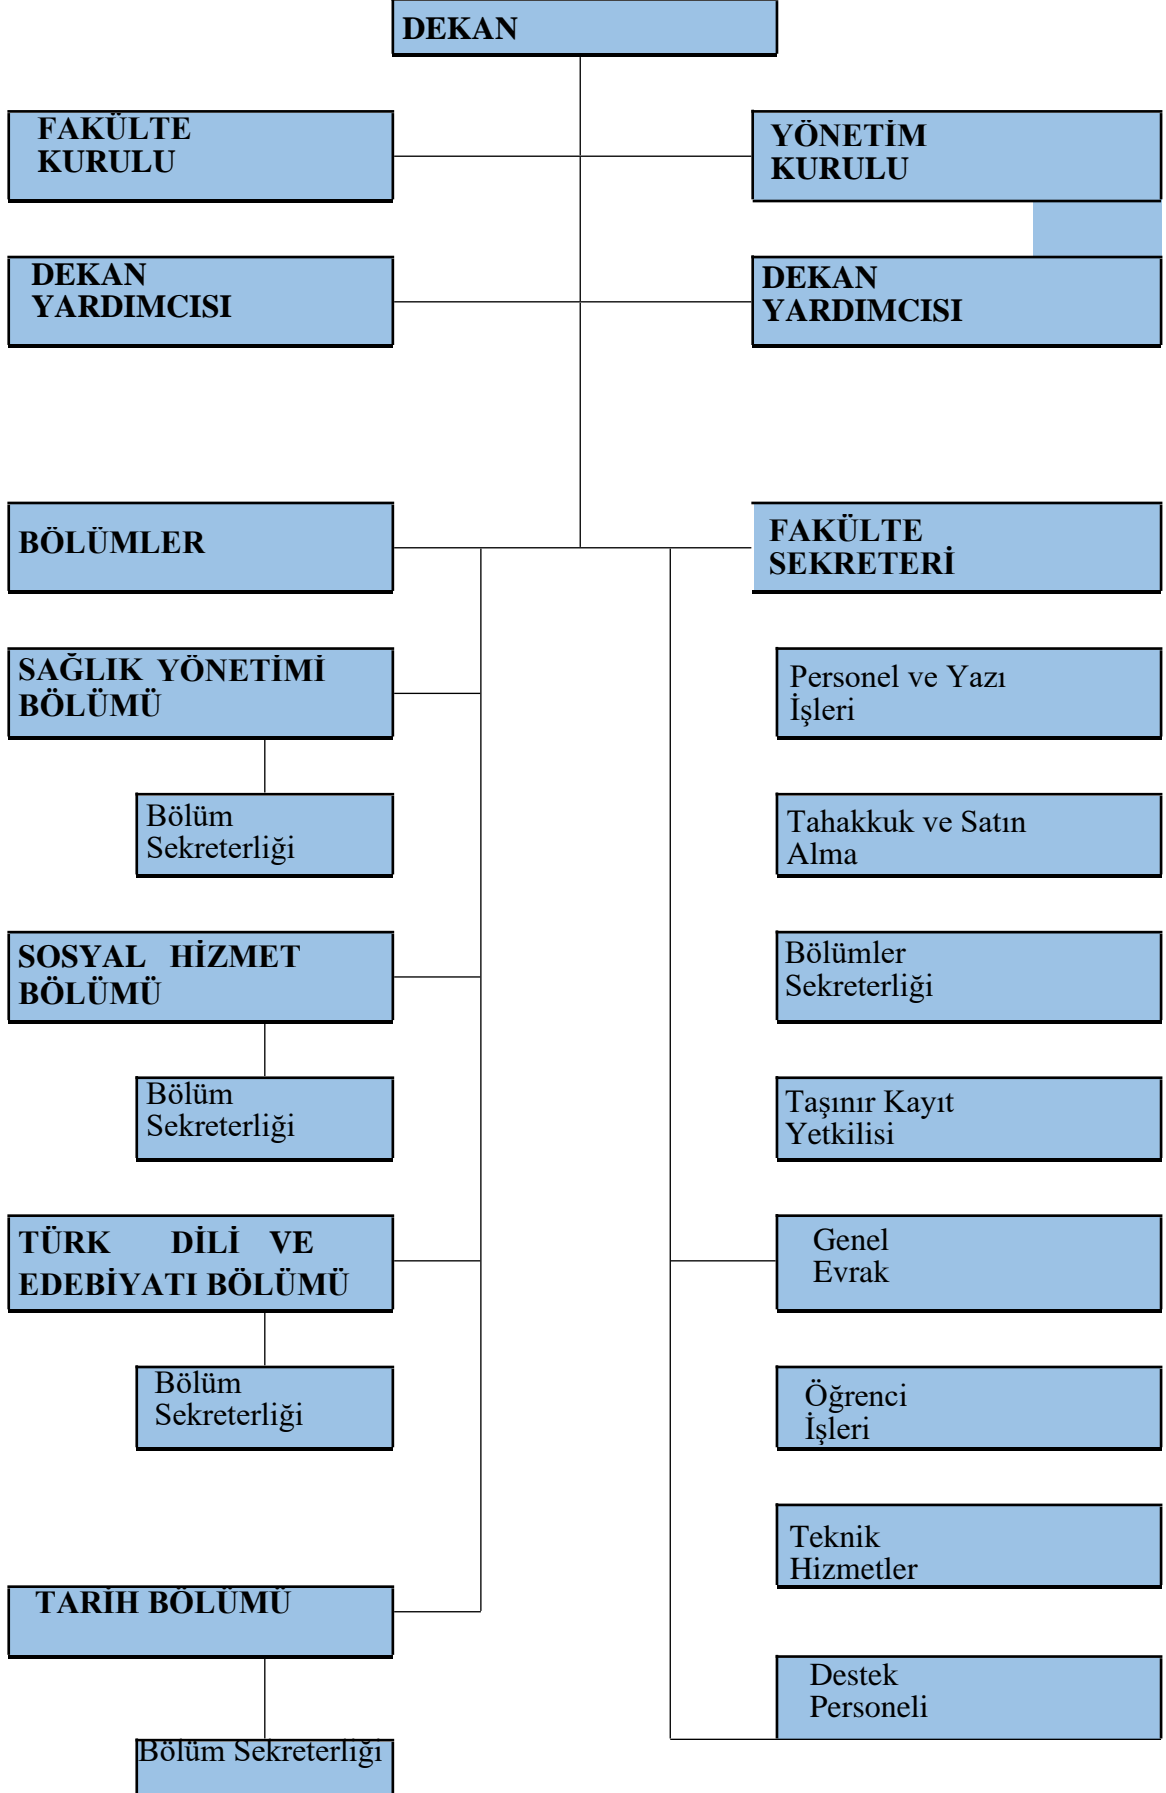 DEKAN
FAKÜLTE
KURULU
YÖNETİM
KURULU
DEKAN
YARDIMCISI
DEKAN
YARDIMCISI
BÖLÜMLER
FAKÜLTE
SEKRETERİ
SAĞLIK YÖNETİMİ
BÖLÜMÜ
Personel ve Yazı
İşleri
Bölüm
Sekreterliği
Tahakkuk ve Satın
Alma
SOSYAL HİZMET
BÖLÜMÜ
Bölümler
Sekreterliği
Bölüm
Sekreterliği
Taşınır Kayıt
Yetkilisi
TÜRK DİLİ VE
EDEBİYATI BÖLÜMÜ
Genel
Evrak
Bölüm
Sekreterliği
Öğrenci
İşleri
Teknik
Hizmetler
TARİH BÖLÜMÜ
Destek
Personeli
Bölüm Sekreterliği